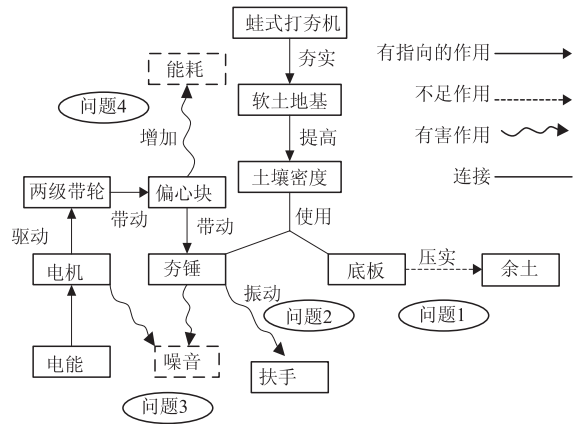 蛙式打夯机
夯实
软土地基
提高
土壤密度
使用
能耗
问题4
增加
两级带轮
带动
偏心块
带动
驱动
电机
夯锤
底板
压实
余土
振动
问题2
问题1
电能
噪音
扶手
问题3
有指向的作用
不足作用
有害作用
连接